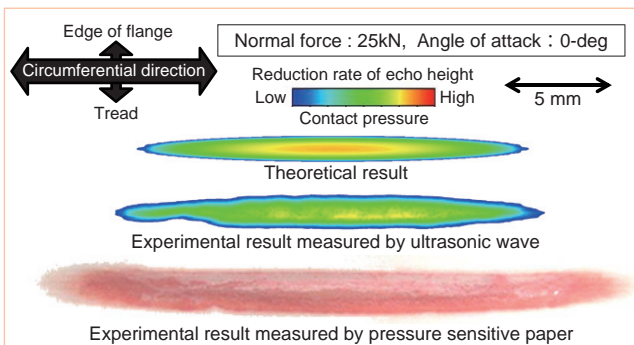 Edge of flange
Circumferential direction
Tread
Normal force : 25kN, Angle of attack：0-deg
Reduction rate of echo height
Low High
Contact pressure
5 mm
Theoretical result
Experimental result measured by ultrasonic wave
Experimental result measured by pressure sensitive paper